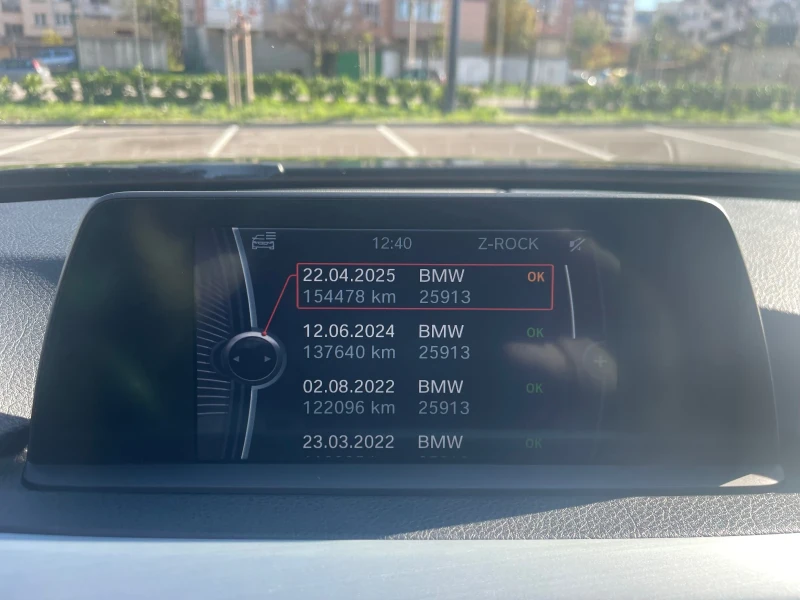 12:40 Z-ROCK
22.04.2025 BMW OK
154478 km 25913
12.06.2024 BMW OK
137640 km 25913
02.08.2022 BMW OK
122096 km 25913
23.03.2022 BMW OK